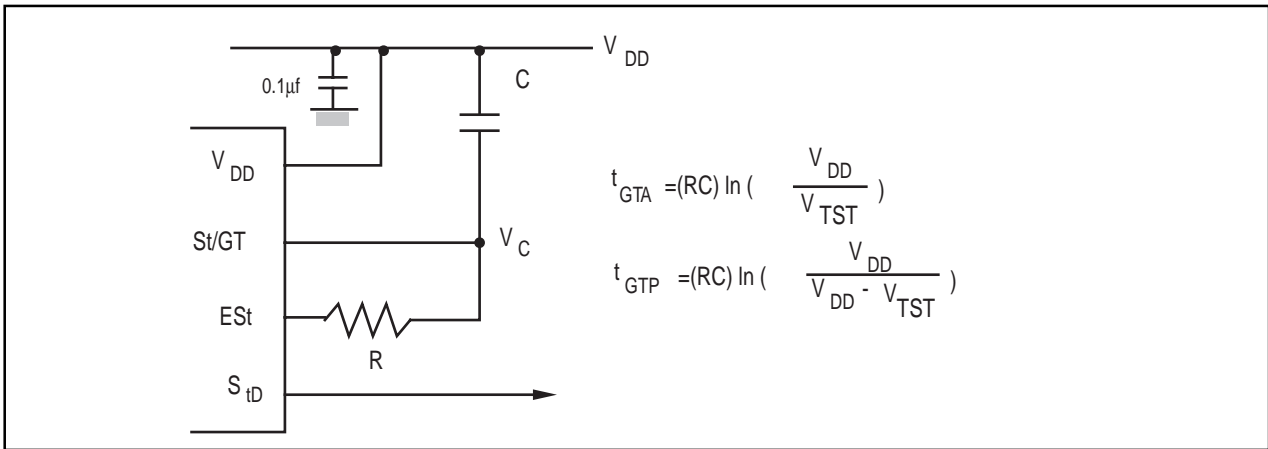 V DD
0.1µf
C
V DD
St/GT
V C
ESt
R
S tD
t GTA =(RC) ln ( V DD / V TST )
t GTP =(RC) ln ( V DD / V DD - V TST )